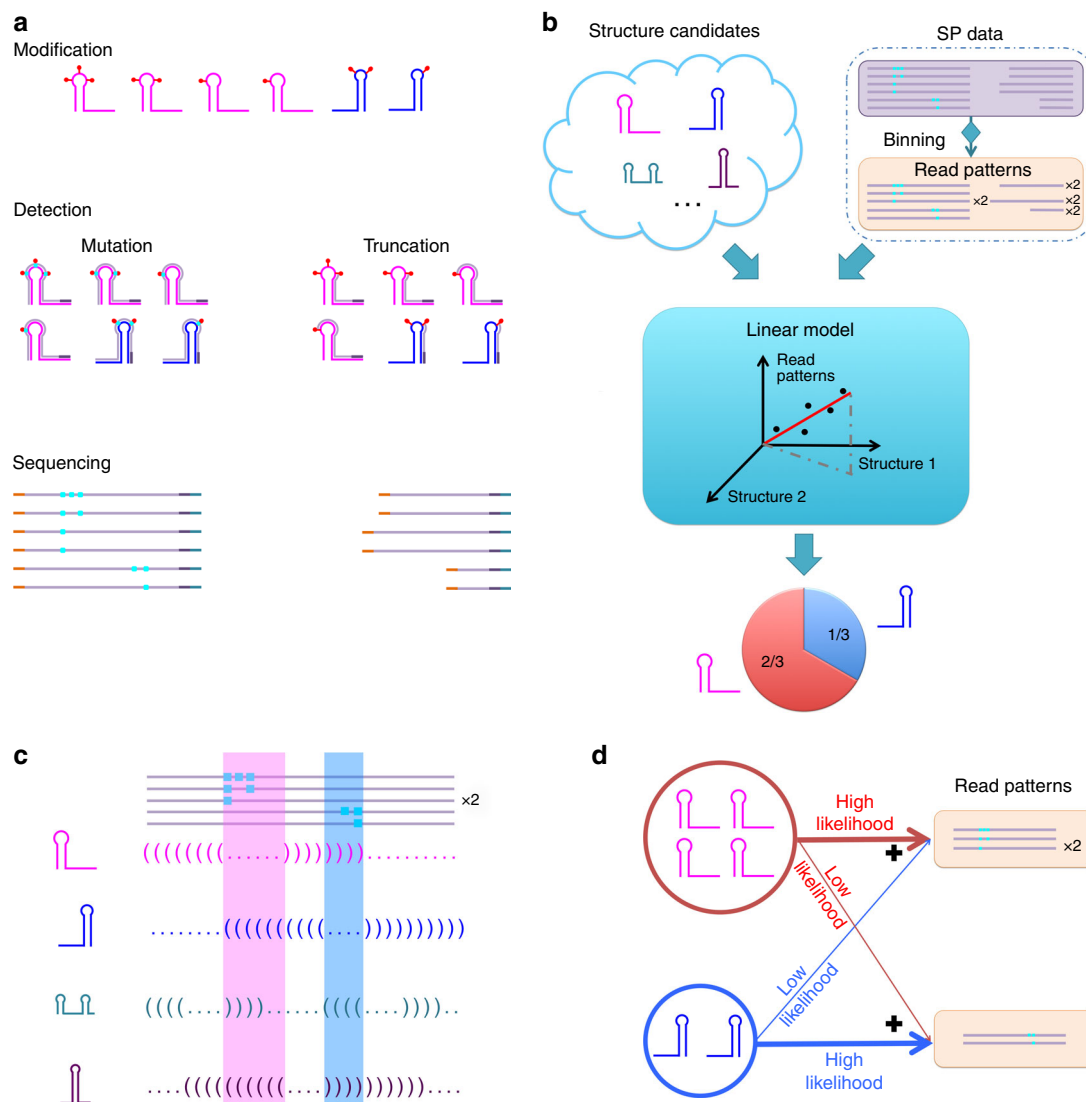 a
Modification
Detection
Mutation
Truncation
Sequencing
b
Structure candidates
...
SP data
Binning
Read patterns
×2
×2
×2
×2
Linear model
Read
patterns
Structure 1
Structure 2
1/3
2/3
c
×2
((((((((......))))))))..........
........((((((((((....))))))))))
((((....))))......((((....))))..
....((((((((((....))))))))))....
d
Read patterns
High
likelihood
+
×2
Low
likelihood
Low
likelihood
+
High
likelihood